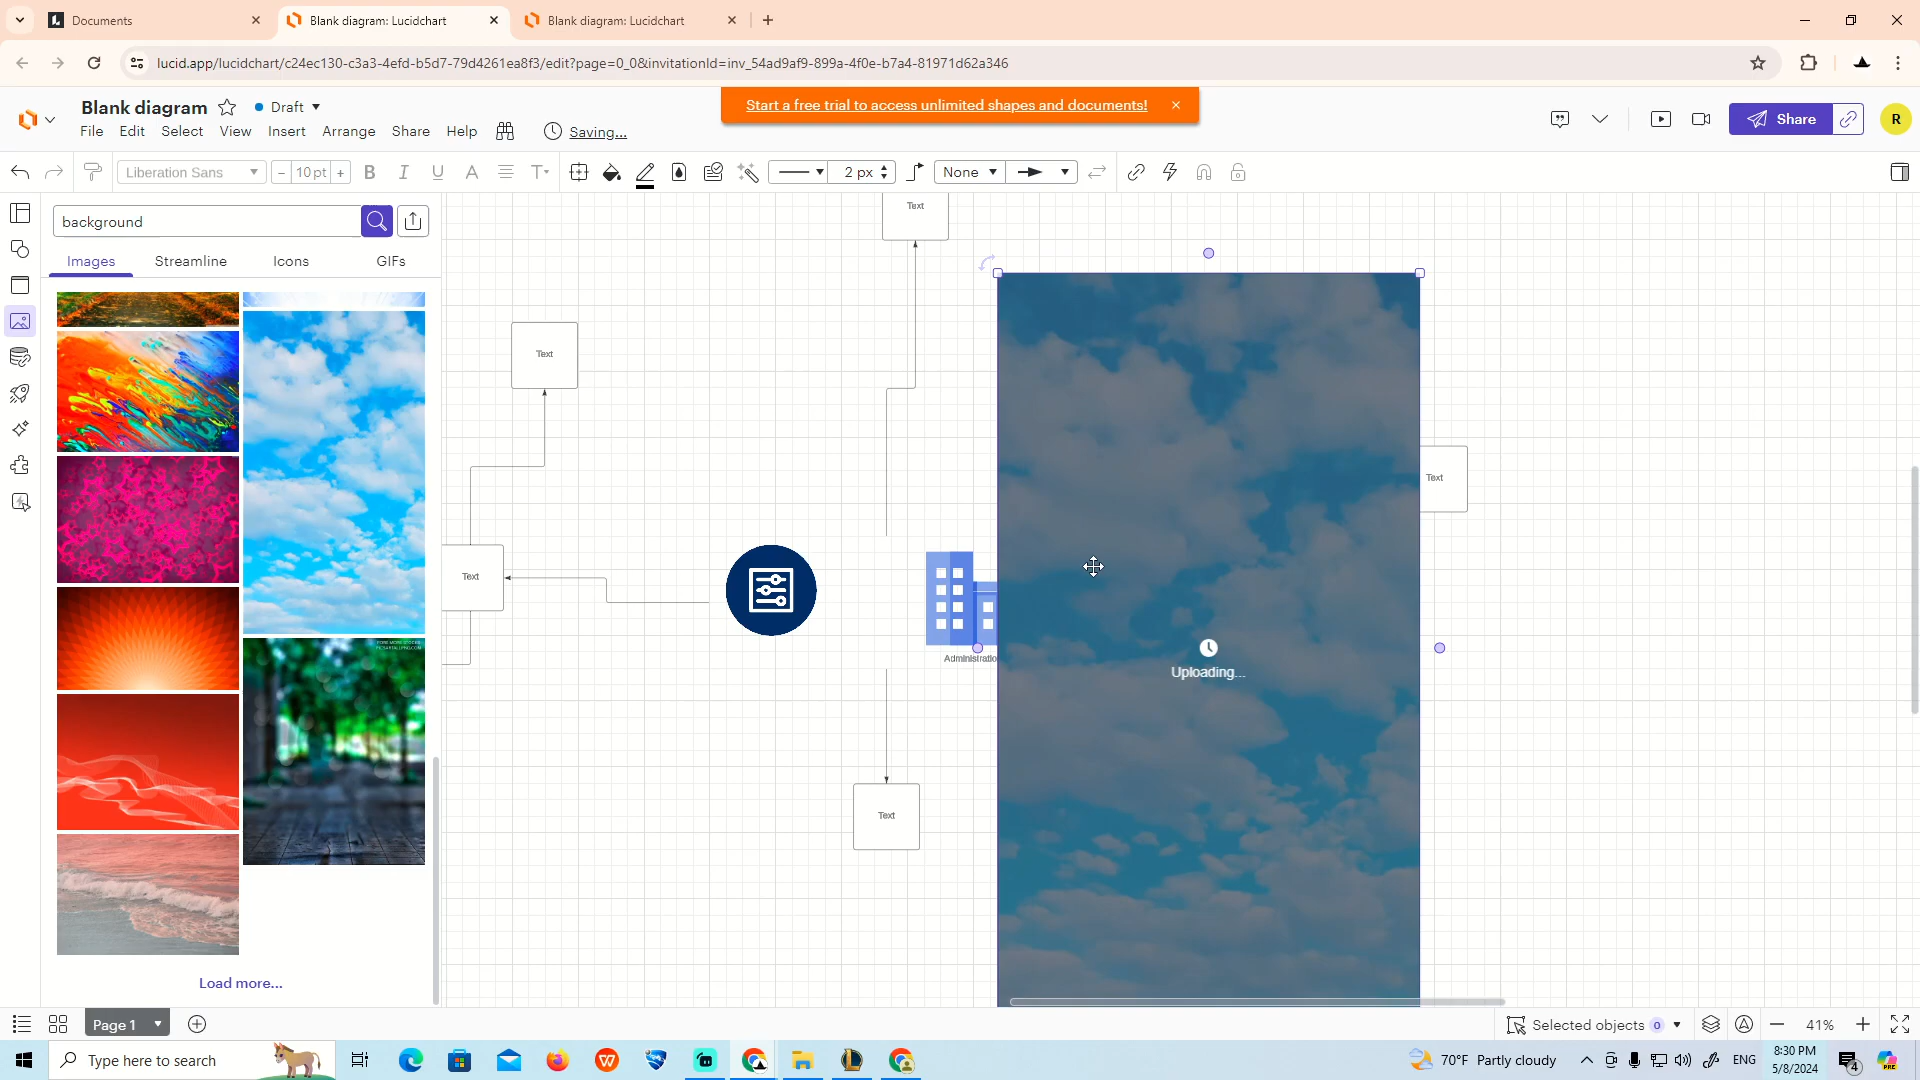 Documents
Blank diagram: Lucidchart
Blank diagram: Lucidchart
lucid.app/lucidchart/c24ec130-c3a3-4efd-b5d7-79d4261ea8f3/edit?page=0_0&invitationId=inv_54ad9af9-899a-4f0e-b7a4-81971d62a346
Blank diagram
Draft
Start a free trial to access unlimited shapes and documents!
Share
R
File Edit Select View Insert Arrange Share Help
Saving...
Liberation Sans
10 pt
2 px
None
background
Images Streamline Icons GIFs
Text
Text
Text
Text
Administratio
Uploading...
Text
Load more...
Page 1
Selected objects 0
41%
Type here to search
70°F Partly cloudy
ENG
8:30 PM
5/8/2024
4